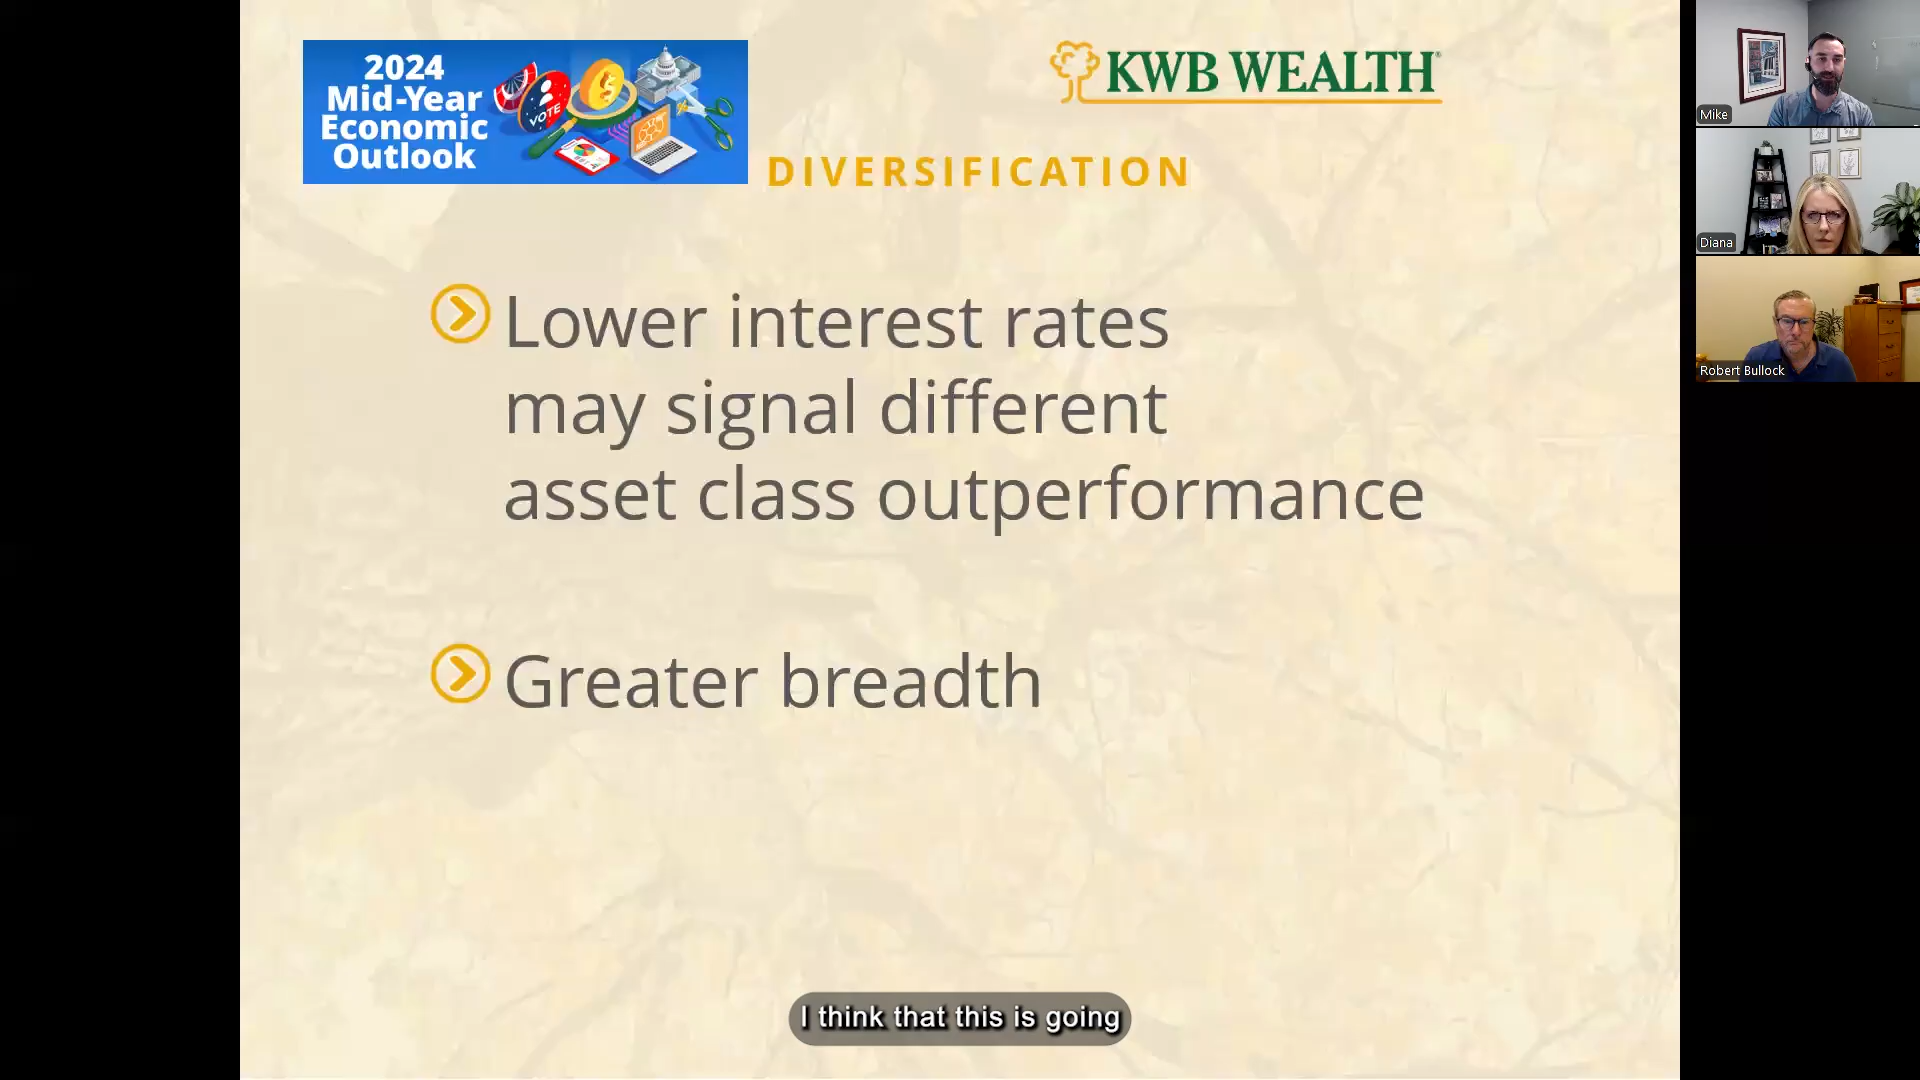 2024
Mid-Year
Economic
Outlook
VOTE
KWB WEALTH®
DIVERSIFICATION
Lower interest rates
may signal different
asset class outperformance
Greater breadth
I think that this is going
Mike
Diana
Robert Bullock